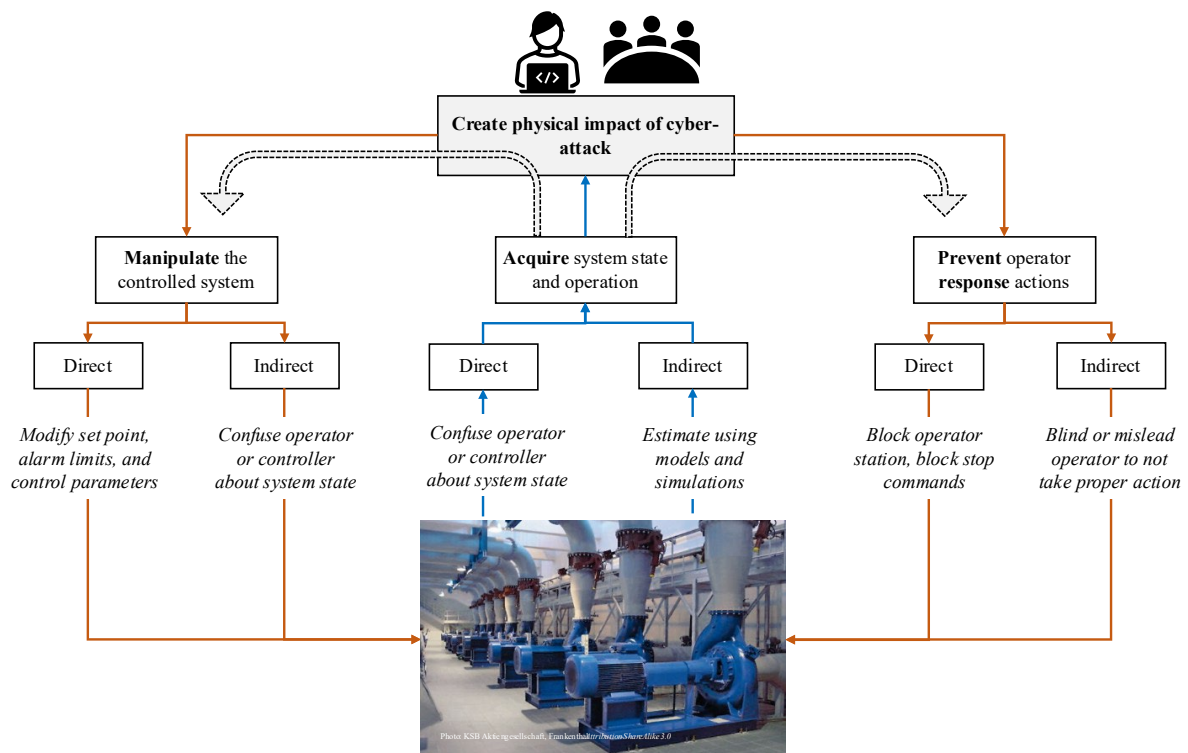 </>
Create physical impact of cyber-
attack
Manipulate the
controlled system
Acquire system state
and operation
Prevent operator
response actions
Direct
Indirect
Direct
Indirect
Direct
Indirect
Modify set point,
alarm limits, and
control parameters
Confuse operator
or controller
about system state
Confuse operator
or controller
about system state
Estimate using
models and
simulations
Block operator
station, block stop
commands
Blind or mislead
operator to not
take proper action
Photo: KSB Aktiengesellschaft, FrankenthalttributionShareAlike3.0